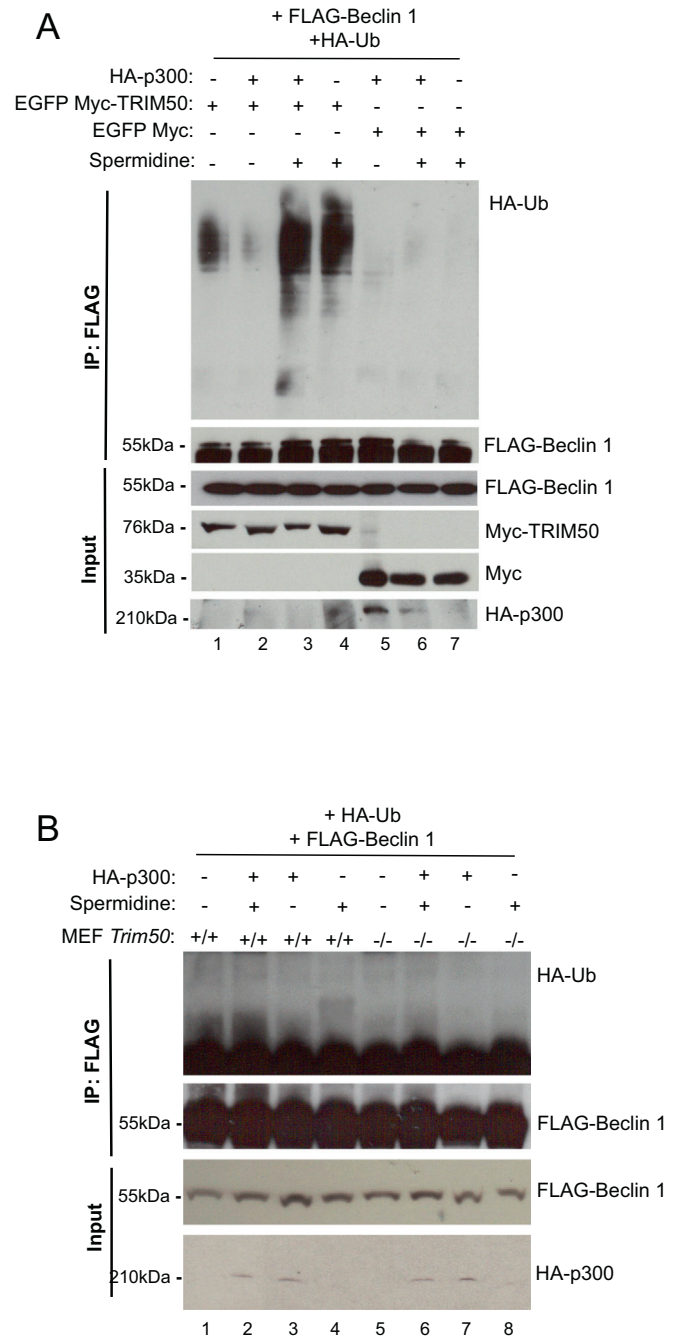 A
+ FLAG-Beclin 1
+HA-Ub
HA-p300: - + + - + + -
EGFP Myc-TRIM50: + + + + - - -
EGFP Myc: - - - - + + +
Spermidine: - - + + - + +
HA-Ub
IP: FLAG
55kDa - FLAG-Beclin 1
55kDa - FLAG-Beclin 1
Input
76kDa - Myc-TRIM50
35kDa - Myc
210kDa - HA-p300
1 2 3 4 5 6 7
B
+ HA-Ub
+ FLAG-Beclin 1
HA-p300: - + + - - + + -
Spermidine: - + - + - + - +
MEF Trim50: +/+ +/+ +/+ +/+ -/- -/- -/- -/-
HA-Ub
IP: FLAG
55kDa - FLAG-Beclin 1
55kDa - FLAG-Beclin 1
Input
210kDa - HA-p300
1 2 3 4 5 6 7 8